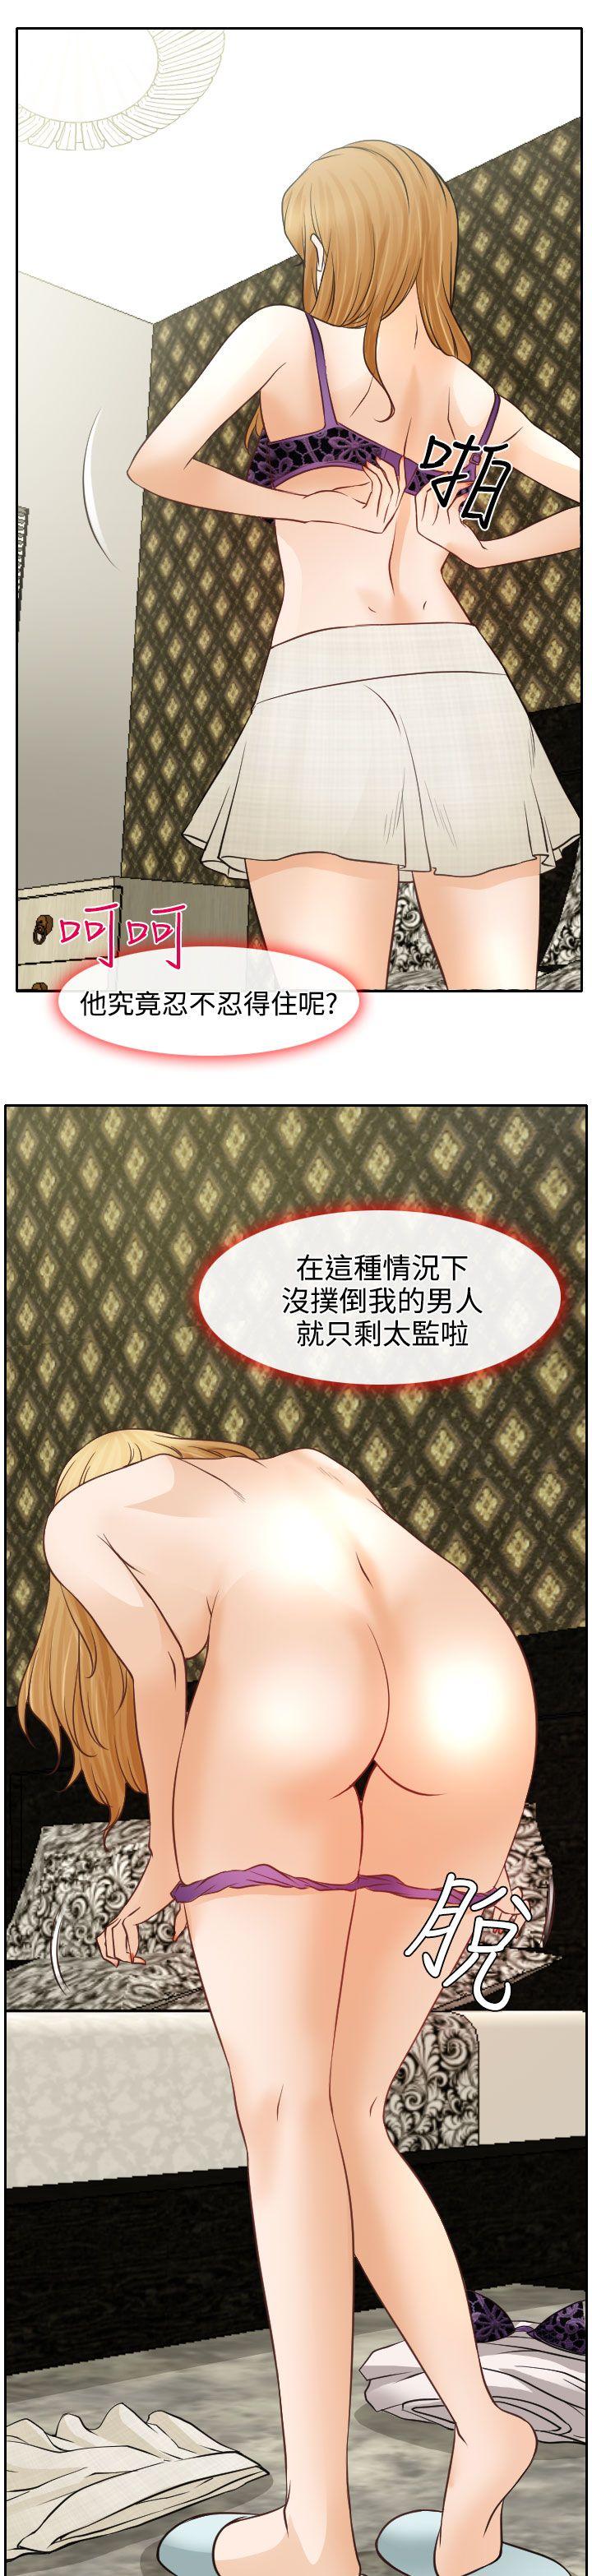 啪
呵呵
他究竟忍不忍得住呢?
在這種情況下
沒撲倒我的男人
就只剩太監啦
脫